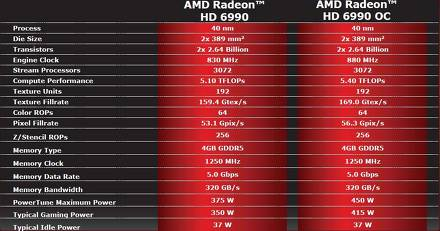 AMD Radeon™ HD 6990 AMD Radeon™ HD 6990 OC
Process 40 nm 40 nm
Die Size 2x 389 mm² 2x 389 mm²
Transistors 2x 2.64 Billion 2x 2.64 Billion
Engine Clock 830 MHz 880 MHz
Stream Processors 3072 3072
Compute Performance 5.10 TFLOPs 5.40 TFLOPs
Texture Units 192 192
Texture Fillrate 159.4 Gtex/s 169.0 Gtex/s
Color ROPs 64 64
Pixel Fillrate 53.1 Gpix/s 56.3 Gpix/s
Z/Stencil ROPs 256 256
Memory Type 4GB GDDR5 4GB GDDR5
Memory Clock 1250 MHz 1250 MHz
Memory Data Rate 5.0 Gbps 5.0 Gbps
Memory Bandwidth 320 GB/s 320 GB/s
PowerTune Maximum Power 375 W 450 W
Typical Gaming Power 350 W 415 W
Typical Idle Power 37 W 37 W